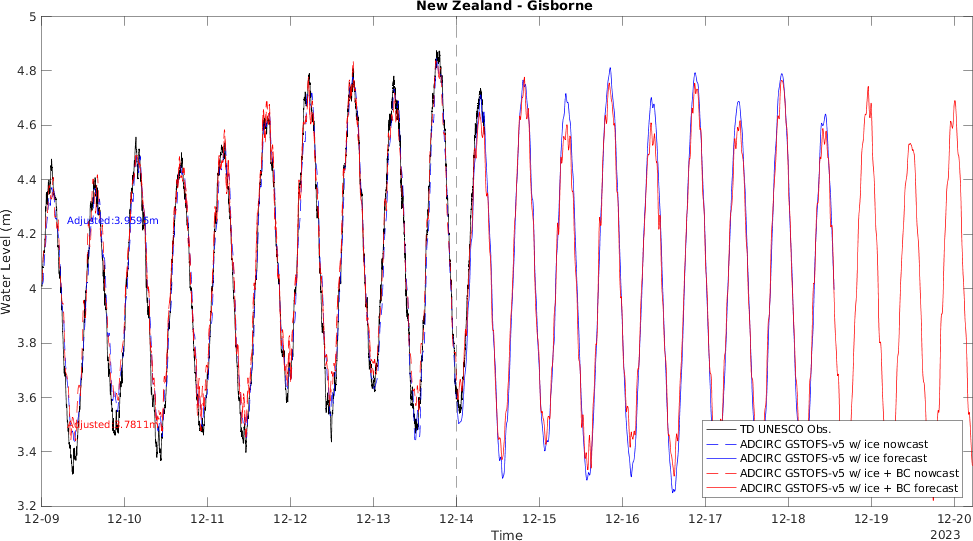 New Zealand - Gisborne
Water Level (m)
5
4.8
4.6
4.4
4.2
4
3.8
3.6
3.4
3.2
Adjusted:3.9595m
Adjusted:3.7811m
TD UNESCO Obs.
ADCIRC GSTOFS-v5 w/ ice nowcast
ADCIRC GSTOFS-v5 w/ ice forecast
ADCIRC GSTOFS-v5 w/ ice + BC nowcast
ADCIRC GSTOFS-v5 w/ ice + BC forecast
12-09 12-10 12-11 12-12 12-13 12-14 12-15 12-16 12-17 12-18 12-19 12-20
Time
2023